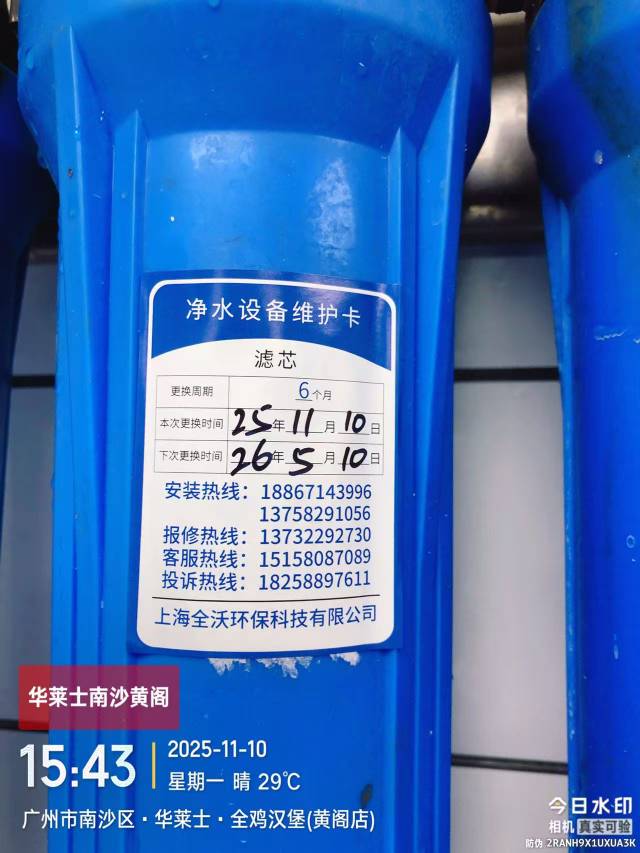 净水设备维护卡
滤芯
更换周期 6个月
本次更换时间 25年11月10日
下次更换时间 26年5月10日
安装热线：18867143996
13758291056
报修热线：13732292730
客服热线：15158087089
投诉热线：18258897611
上海全沃环保科技有限公司
华莱士南沙黄阁
15:43
2025-11-10
星期一 晴 29℃
广州市南沙区·华莱士·全鸡汉堡(黄阁店)
今日水印
相机 真实可验
防伪 2RANH9X1UXUA3K